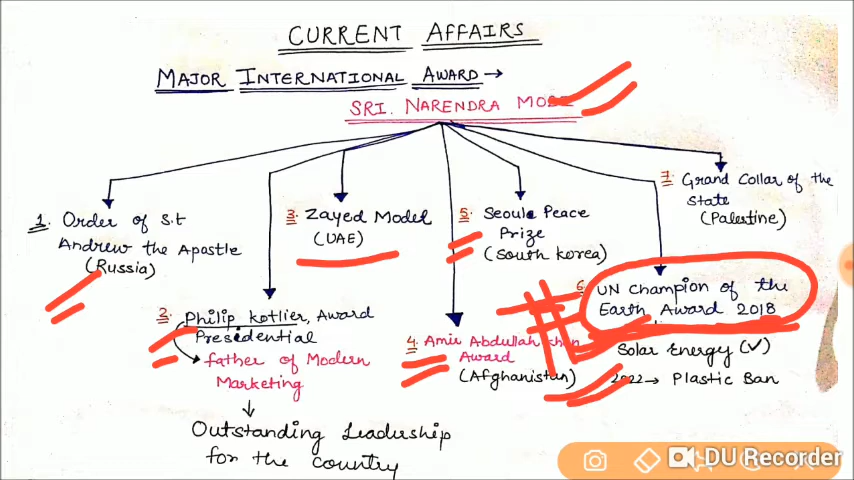 CURRENT AFFAIRS
MAJOR INTERNATIONAL AWARD →
SRI. NARENDRA MODI
1. Order of S.t
Andrew the Apostle
(Russia)
2. Philip kotlier, Award
Presidential
→ father of Modern
Marketing
↓
Outstanding Leadership
for the country
3. Zayed Model
(UAE)
4. Amir Abdullah khan
Award
(Afghanistan)
5. Seoule Peace
Prize
(South korea)
6. UN Champion of the
Earth Award 2018
Solar Energy (✓)
2022 → Plastic Ban
7. Grand Collar of the
state
(Palestine)
DU Recorder